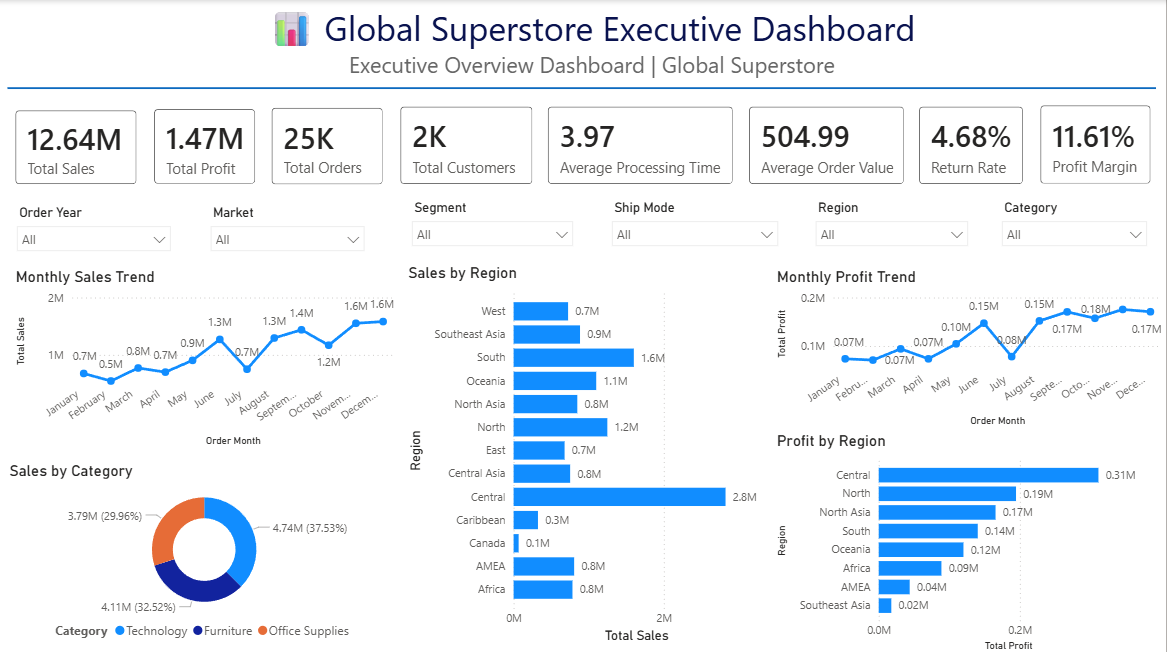 Global Superstore Executive Dashboard
Executive Overview Dashboard | Global Superstore
12.64M
Total Sales
1.47M
Total Profit
25K
Total Orders
2K
Total Customers
3.97
Average Processing Time
504.99
Average Order Value
4.68%
Return Rate
11.61%
Profit Margin
Order Year
All
Market
All
Segment
All
Ship Mode
All
Region
All
Category
All
Monthly Sales Trend
Total Sales
2M
1M
0.7M
0.5M
0.8M
0.7M
0.9M
1.3M
0.7M
1.3M
1.4M
1.2M
1.6M
1.6M
January
February
March
April
May
June
July
August
Septem...
October
Novem...
Decem...
Order Month
Sales by Category
3.79M (29.96%)
4.74M (37.53%)
4.11M (32.52%)
Category Technology Furniture Office Supplies
Sales by Region
Region
West 0.7M
Southeast Asia 0.9M
South 1.6M
Oceania 1.1M
North Asia 0.8M
North 1.2M
East 0.7M
Central Asia 0.8M
Central 2.8M
Caribbean 0.3M
Canada 0.1M
AMEA 0.8M
Africa 0.8M
0M 2M
Total Sales
Monthly Profit Trend
Total Profit
0.2M
0.1M
0.07M
0.07M
0.07M
0.10M
0.15M
0.08M
0.15M
0.17M
0.18M
0.17M
January
Febru...
March
April
May
June
July
August
Septe...
Octo...
Nove...
Dece...
Order Month
Profit by Region
Region
Central 0.31M
North 0.19M
North Asia 0.17M
South 0.14M
Oceania 0.12M
Africa 0.09M
AMEA 0.04M
Southeast Asia 0.02M
0.0M 0.2M
Total Profit